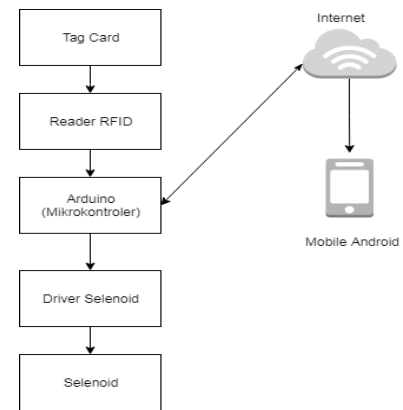 Internet
Tag Card
Reader RFID
Arduino
(Mikrokontroler)
Mobile Android
Driver Selenoid
Selenoid